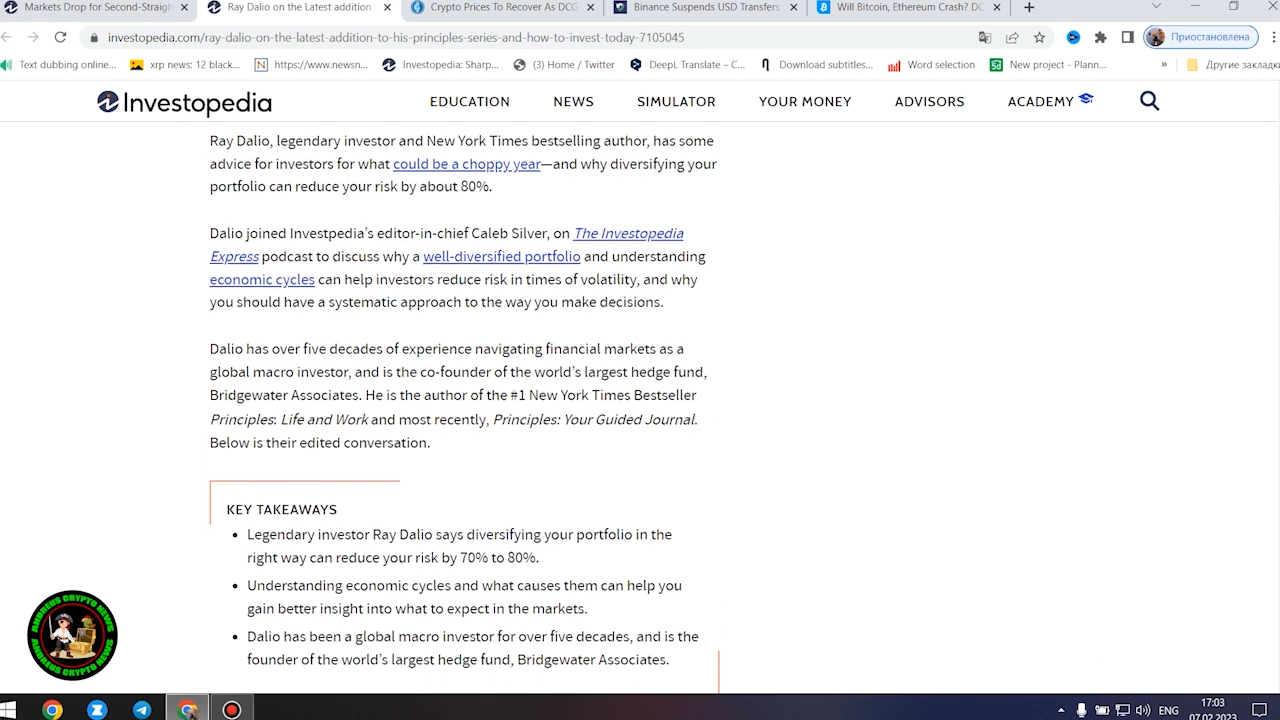 Markets Drop for Second-Straigh
Ray Dalio on the Latest addition
Crypto Prices To Recover As DCG
Binance Suspends USD Transfers
Will Bitcoin, Ethereum Crash? DC
investopedia.com/ray-dalio-on-the-latest-addition-to-his-principles-series-and-how-to-invest-today-7105045
Приостановлена
Text dubbing online...
xrp news: 12 black...
https://www.newsn...
Investopedia: Sharp...
(3) Home / Twitter
DeepL Translate – C...
Download subtitles...
Word selection
New project - Plann...
»
Другие закладки
Investopedia
EDUCATION
NEWS
SIMULATOR
YOUR MONEY
ADVISORS
ACADEMY
Ray Dalio, legendary investor and New York Times bestselling author, has some
advice for investors for what could be a choppy year—and why diversifying your
portfolio can reduce your risk by about 80%.
Dalio joined Investpedia's editor-in-chief Caleb Silver, on The Investopedia
Express podcast to discuss why a well-diversified portfolio and understanding
economic cycles can help investors reduce risk in times of volatility, and why
you should have a systematic approach to the way you make decisions.
Dalio has over five decades of experience navigating financial markets as a
global macro investor, and is the co-founder of the world's largest hedge fund,
Bridgewater Associates. He is the author of the #1 New York Times Bestseller
Principles: Life and Work and most recently, Principles: Your Guided Journal.
Below is their edited conversation.
KEY TAKEAWAYS
• Legendary investor Ray Dalio says diversifying your portfolio in the
right way can reduce your risk by 70% to 80%.
• Understanding economic cycles and what causes them can help you
gain better insight into what to expect in the markets.
• Dalio has been a global macro investor for over five decades, and is the
founder of the world's largest hedge fund, Bridgewater Associates.
ANDREUS CRYPTO NEWS
ANDREUS CRYPTO NEWS
ENG
17:03
07.02.2023